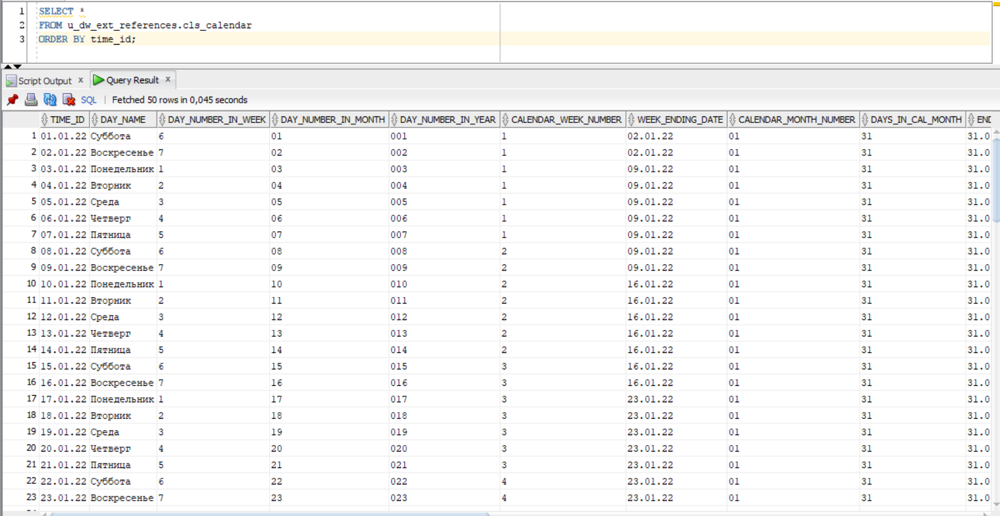 1 SELECT *
2 FROM u_dw_ext_references.cls_calendar
3 ORDER BY time_id;
Script Output x Query Result x
SQL | Fetched 50 rows in 0,045 seconds
TIME_ID DAY_NAME DAY_NUMBER_IN_WEEK DAY_NUMBER_IN_MONTH DAY_NUMBER_IN_YEAR CALENDAR_WEEK_NUMBER WEEK_ENDING_DATE CALENDAR_MONTH_NUMBER DAYS_IN_CAL_MONTH END
1 01.01.22 Суббота 6 01 001 1 02.01.22 01 31 31.0
2 02.01.22 Воскресенье 7 02 002 1 02.01.22 01 31 31.0
3 03.01.22 Понедельник 1 03 003 1 09.01.22 01 31 31.0
4 04.01.22 Вторник 2 04 004 1 09.01.22 01 31 31.0
5 05.01.22 Среда 3 05 005 1 09.01.22 01 31 31.0
6 06.01.22 Четверг 4 06 006 1 09.01.22 01 31 31.0
7 07.01.22 Пятница 5 07 007 1 09.01.22 01 31 31.0
8 08.01.22 Суббота 6 08 008 2 09.01.22 01 31 31.0
9 09.01.22 Воскресенье 7 09 009 2 09.01.22 01 31 31.0
10 10.01.22 Понедельник 1 10 010 2 16.01.22 01 31 31.0
11 11.01.22 Вторник 2 11 011 2 16.01.22 01 31 31.0
12 12.01.22 Среда 3 12 012 2 16.01.22 01 31 31.0
13 13.01.22 Четверг 4 13 013 2 16.01.22 01 31 31.0
14 14.01.22 Пятница 5 14 014 2 16.01.22 01 31 31.0
15 15.01.22 Суббота 6 15 015 3 16.01.22 01 31 31.0
16 16.01.22 Воскресенье 7 16 016 3 16.01.22 01 31 31.0
17 17.01.22 Понедельник 1 17 017 3 23.01.22 01 31 31.0
18 18.01.22 Вторник 2 18 018 3 23.01.22 01 31 31.0
19 19.01.22 Среда 3 19 019 3 23.01.22 01 31 31.0
20 20.01.22 Четверг 4 20 020 3 23.01.22 01 31 31.0
21 21.01.22 Пятница 5 21 021 3 23.01.22 01 31 31.0
22 22.01.22 Суббота 6 22 022 4 23.01.22 01 31 31.0
23 23.01.22 Воскресенье 7 23 023 4 23.01.22 01 31 31.0